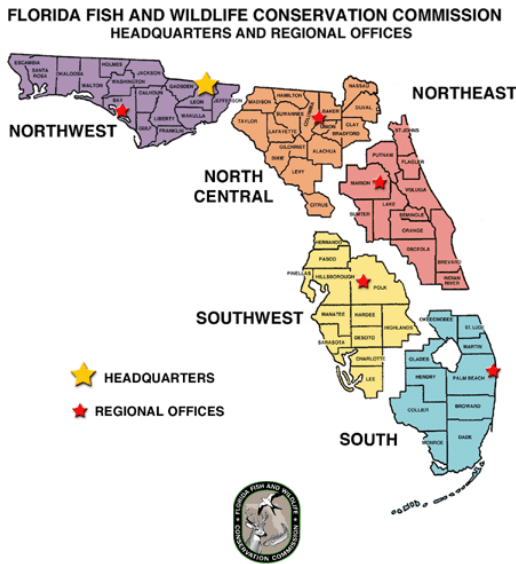 FLORIDA FISH AND WILDLIFE CONSERVATION COMMISSION
HEADQUARTERS AND REGIONAL OFFICES
NORTHWEST
ESCAMBIA
SANTA
ROSA
OKALOOSA
WALTON
HOLMES
WASHINGTON
JACKSON
BAY
CALHOUN
GULF
LIBERTY
FRANKLIN
GADSDEN
LEON
WAKULLA
JEFFERSON
NORTH
CENTRAL
MADISON
HAMILTON
TAYLOR
SUWANNEE
LAFAYETTE
BAKER
UNION
BRADFORD
NASSAU
DUVAL
CLAY
GILCHRIST
DIXIE
ALACHUA
LEVY
CITRUS
NORTHEAST
ST. JOHNS
PUTNAM
FLAGLER
MARION
VOLUSIA
LAKE
SUMTER
SEMINOLE
ORANGE
OSCEOLA
BREVARD
INDIAN
RIVER
SOUTHWEST
HERNANDO
PASCO
PINELLAS
HILLSBOROUGH
POLK
MANATEE
HARDEE
HIGHLANDS
SARASOTA
DESOTO
CHARLOTTE
LEE
SOUTH
OKEECHOBEE
ST. LUCIE
MARTIN
GLADES
HENDRY
PALM BEACH
COLLIER
BROWARD
MONROE
DADE
HEADQUARTERS
REGIONAL OFFICES
FLORIDA FISH AND WILDLIFE
CONSERVATION COMMISSION